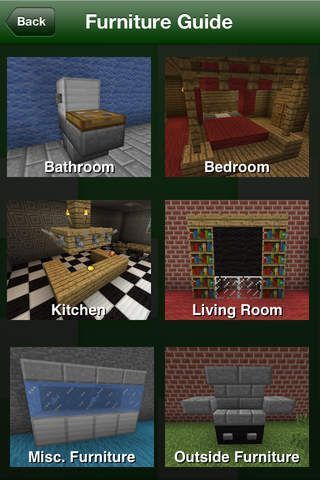 Back
Furniture Guide
Bathroom
Bedroom
Kitchen
Living Room
Misc. Furniture
Outside Furniture